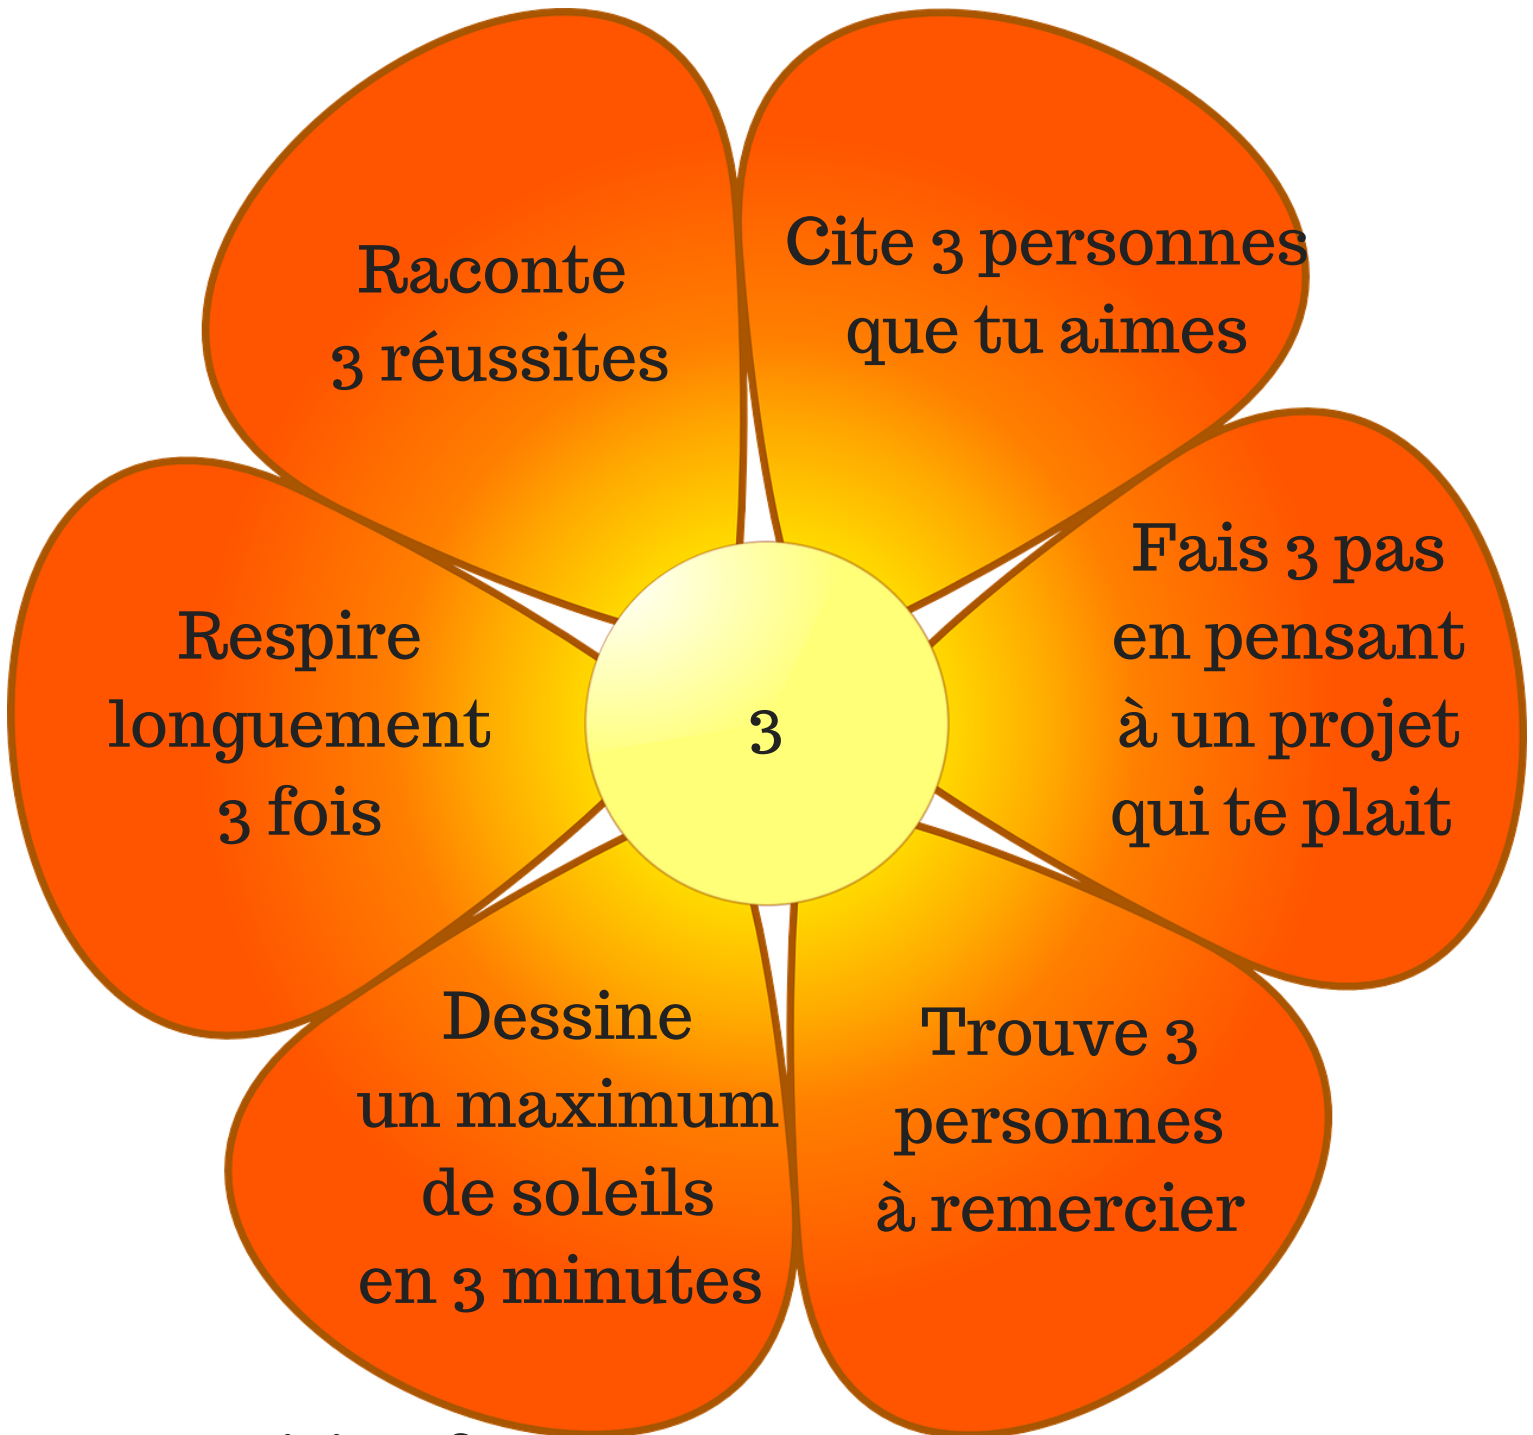 Raconte
3 réussites
Cite 3 personnes
que tu aimes
Fais 3 pas
en pensant
à un projet
qui te plait
Respire
longuement
3 fois
3
Dessine
un maximum
de soleils
en 3 minutes
Trouve 3
personnes
à remercier